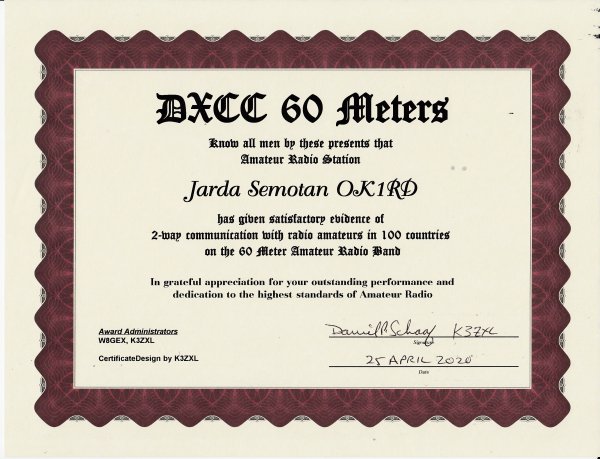 DXCC 60 Meters
Know all men by these presents that
Amateur Radio Station
Jarda Semotan OK1RD
has given satisfactory evidence of
2-way communication with radio amateurs in 100 countries
on the 60 Meter Amateur Radio Band
In grateful appreciation for your outstanding performance and
dedication to the highest standards of Amateur Radio
Award Administrators
W8GEX, K3ZXL
CertificateDesign by K3ZXL
K3ZXL
Signature
25 APRIL 2020
Date